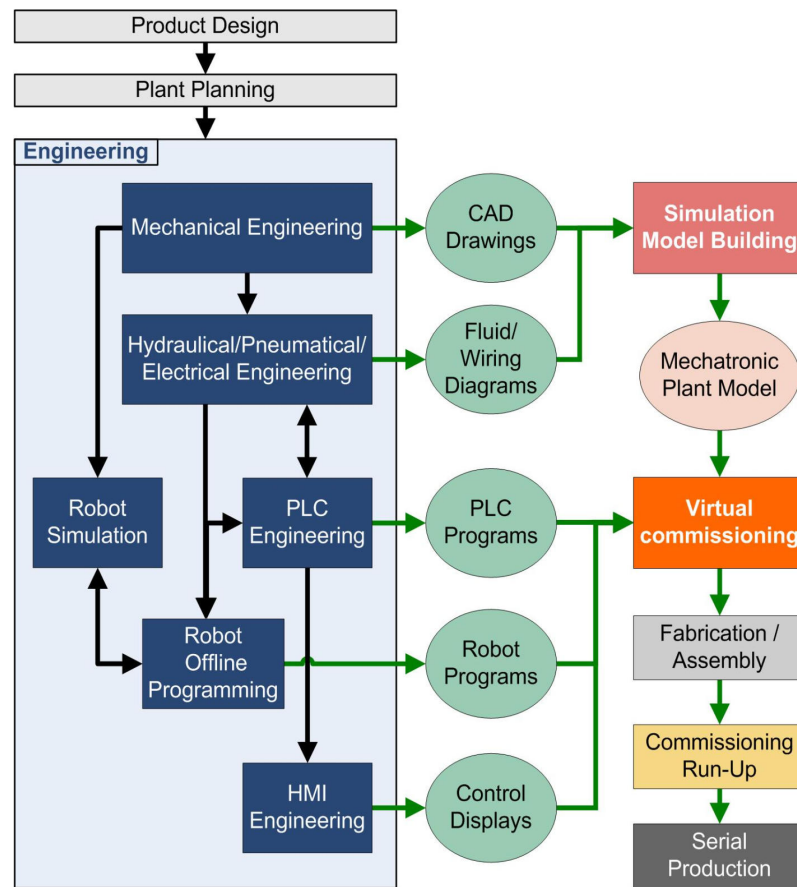 Product Design
Plant Planning
Engineering
Mechanical Engineering
CAD
Drawings
Simulation
Model Building
Hydraulical/Pneumatical/
Electrical Engineering
Fluid/
Wiring
Diagrams
Mechatronic
Plant Model
Robot
Simulation
PLC
Engineering
PLC
Programs
Virtual
commissioning
Robot
Offline
Programming
Robot
Programs
Fabrication /
Assembly
HMI
Engineering
Control
Displays
Commissioning
Run-Up
Serial
Production